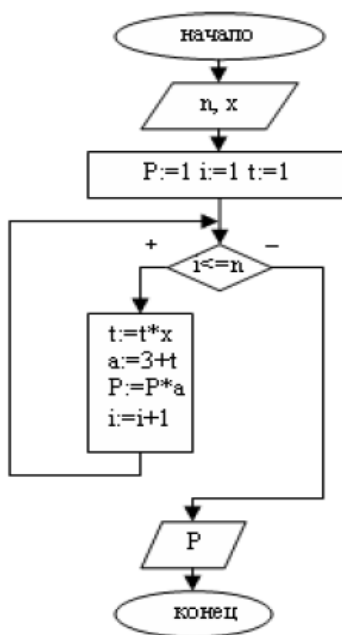 начало
n, x
P:=1 i:=1 t:=1
+
–
i<=n
t:=t*x
a:=3+t
P:=P*a
i:=i+1
P
конец